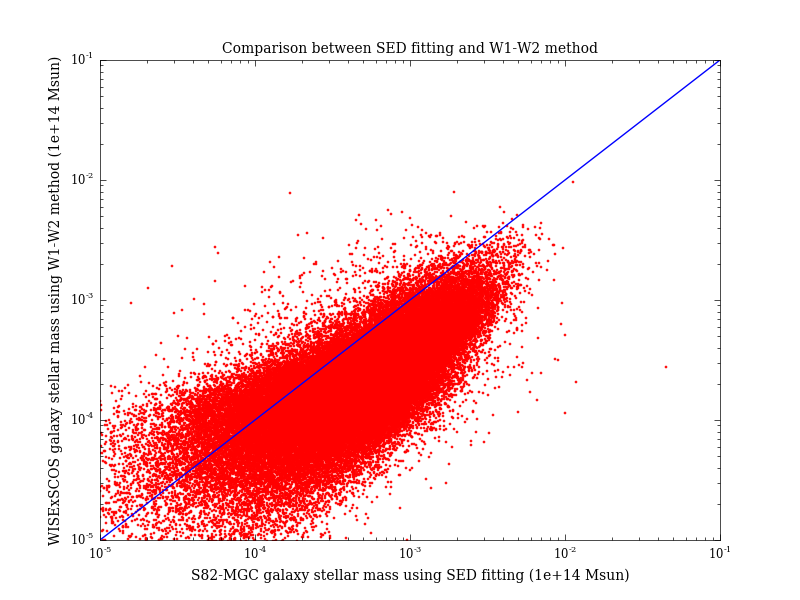 Comparison between SED fitting and W1-W2 method
WISExSCOS galaxy stellar mass using W1-W2 method (1e+14 Msun)
10^-1
10^-2
10^-3
10^-4
10^-5
10^-5 10^-4 10^-3 10^-2 10^-1
S82-MGC galaxy stellar mass using SED fitting (1e+14 Msun)